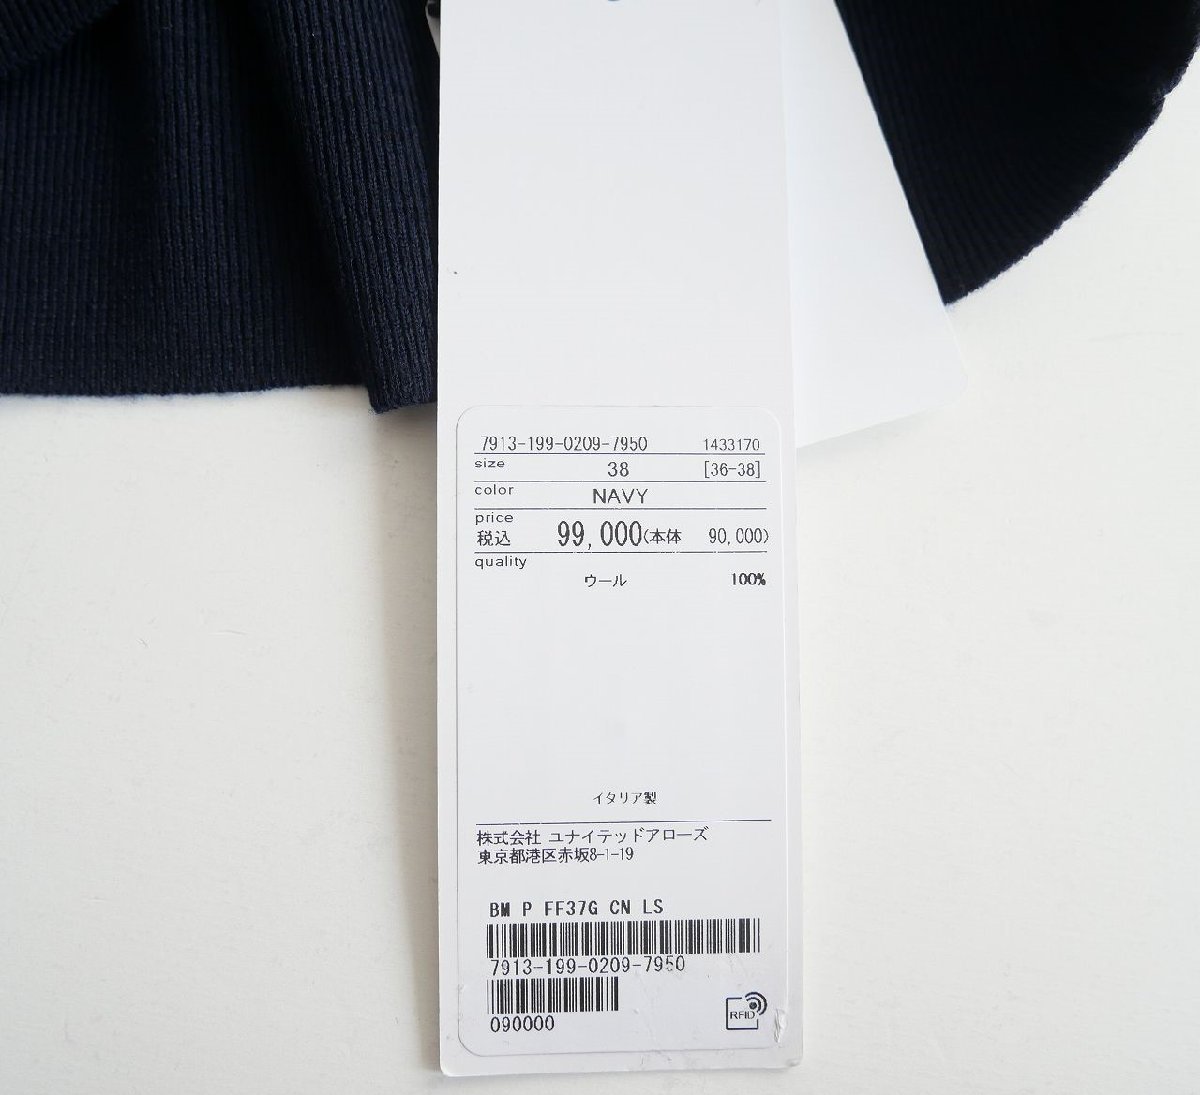 7913-199-0209-7950 1433170
size 38 [36-38]
color NAVY
price
税込 99,000(本体 90,000)
quality
ウール 100%
イタリア製
株式会社 ユナイテッドアローズ
東京都港区赤坂8-1-19
BM P FF37G CN LS
7913-199-0209-7950
090000
RFID